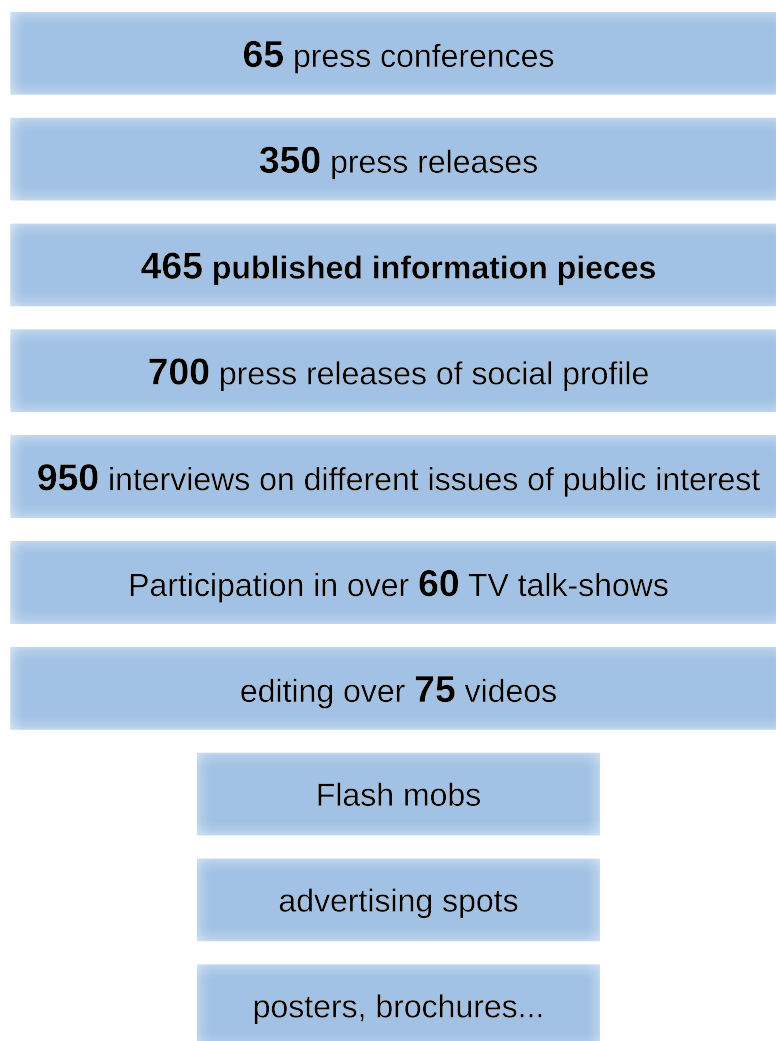 65 press conferences
350 press releases
465 published information pieces
700 press releases of social profile
950 interviews on different issues of public interest
Participation in over 60 TV talk-shows
editing over 75 videos
Flash mobs
advertising spots
posters, brochures...